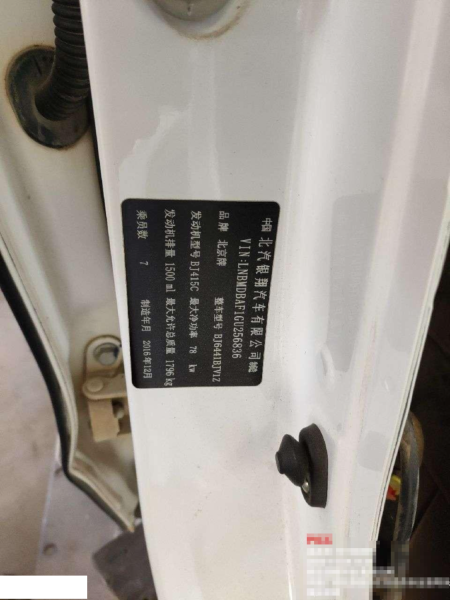 中国 北汽银翔汽车有限公司制造
VIN:LNBMDBAF1GU256836
品牌 北京牌 整车型号 BJ6441BJV1Z
发动机型号 BJ415C 最大净功率 78 kw
发动机排量 1500 ml 最大允许总质量 1796 kg
乘员数 7 制造年月 2016年12月